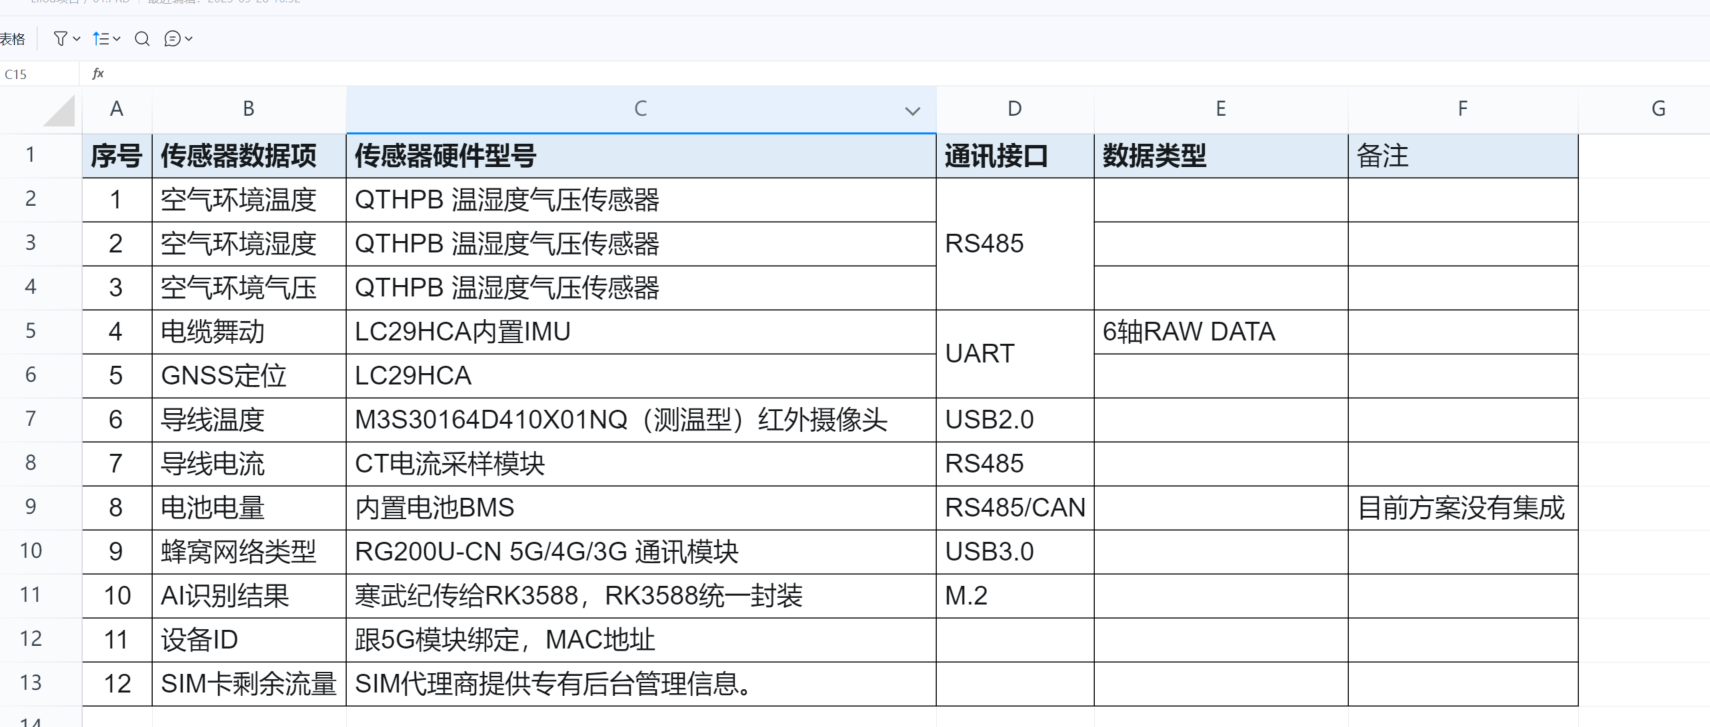 表格
C15 fx
A B C D E F G
1 序号 传感器数据项 传感器硬件型号 通讯接口 数据类型 备注
2 1 空气环境温度 QTHPB 温湿度气压传感器
3 2 空气环境湿度 QTHPB 温湿度气压传感器 RS485
4 3 空气环境气压 QTHPB 温湿度气压传感器
5 4 电缆舞动 LC29HCA内置IMU UART 6轴RAW DATA
6 5 GNSS定位 LC29HCA
7 6 导线温度 M3S30164D410X01NQ（测温型）红外摄像头 USB2.0
8 7 导线电流 CT电流采样模块 RS485
9 8 电池电量 内置电池BMS RS485/CAN 目前方案没有集成
10 9 蜂窝网络类型 RG200U-CN 5G/4G/3G 通讯模块 USB3.0
11 10 AI识别结果 寒武纪传给RK3588，RK3588统一封装 M.2
12 11 设备ID 跟5G模块绑定，MAC地址
13 12 SIM卡剩余流量 SIM代理商提供专有后台管理信息。
14